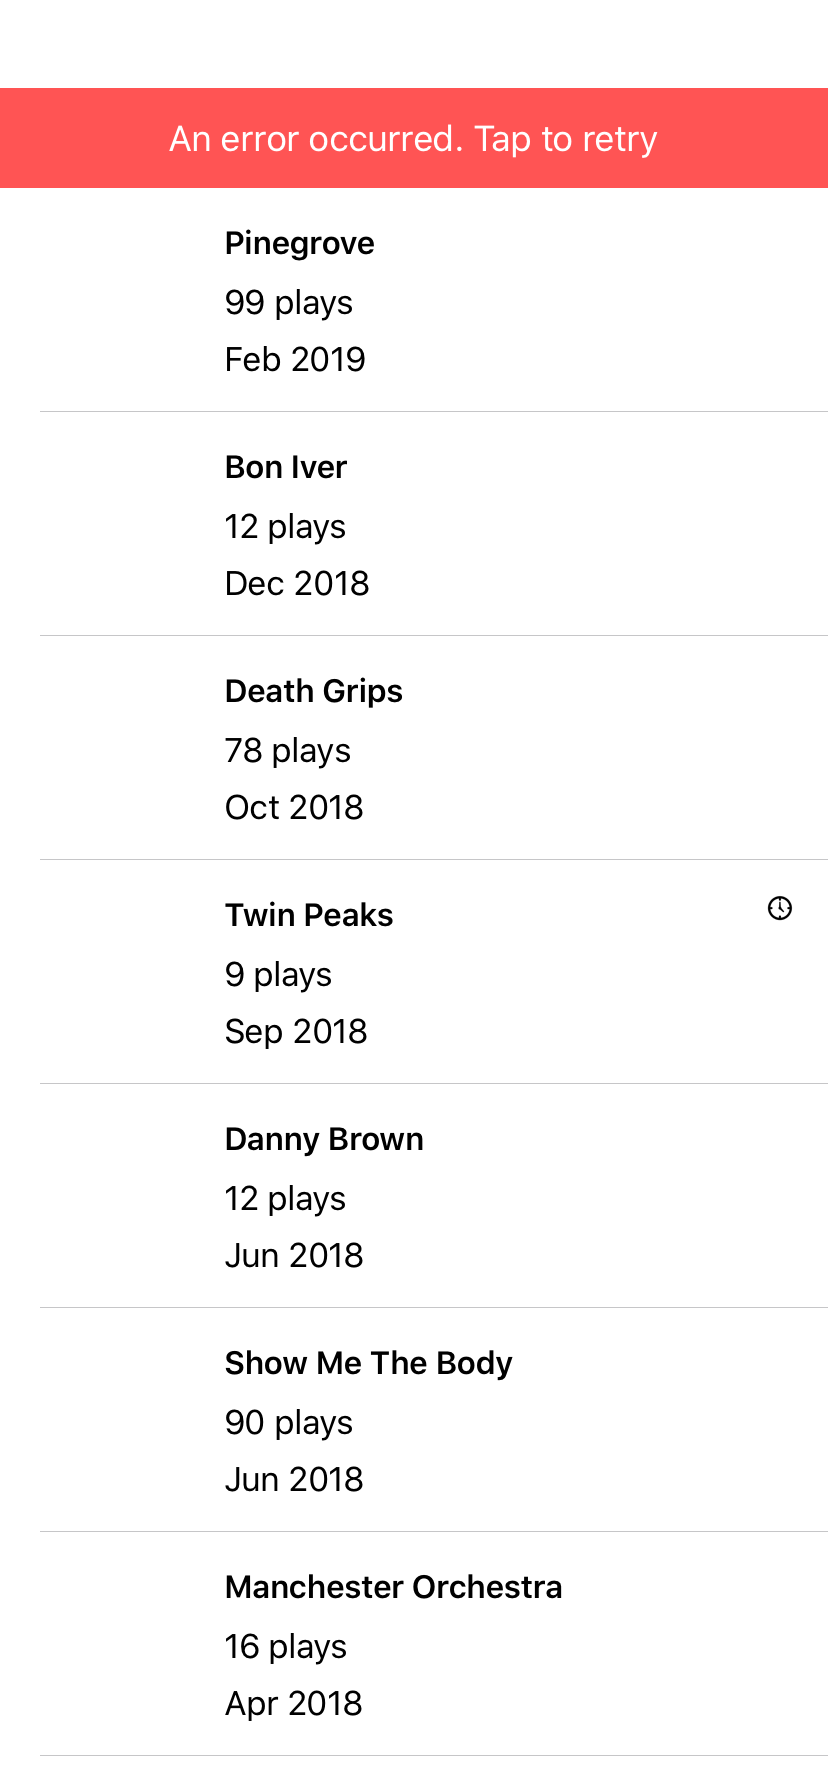 An error occurred. Tap to retry
Pinegrove
99 plays
Feb 2019
Bon Iver
12 plays
Dec 2018
Death Grips
78 plays
Oct 2018
Twin Peaks
9 plays
Sep 2018
Danny Brown
12 plays
Jun 2018
Show Me The Body
90 plays
Jun 2018
Manchester Orchestra
16 plays
Apr 2018